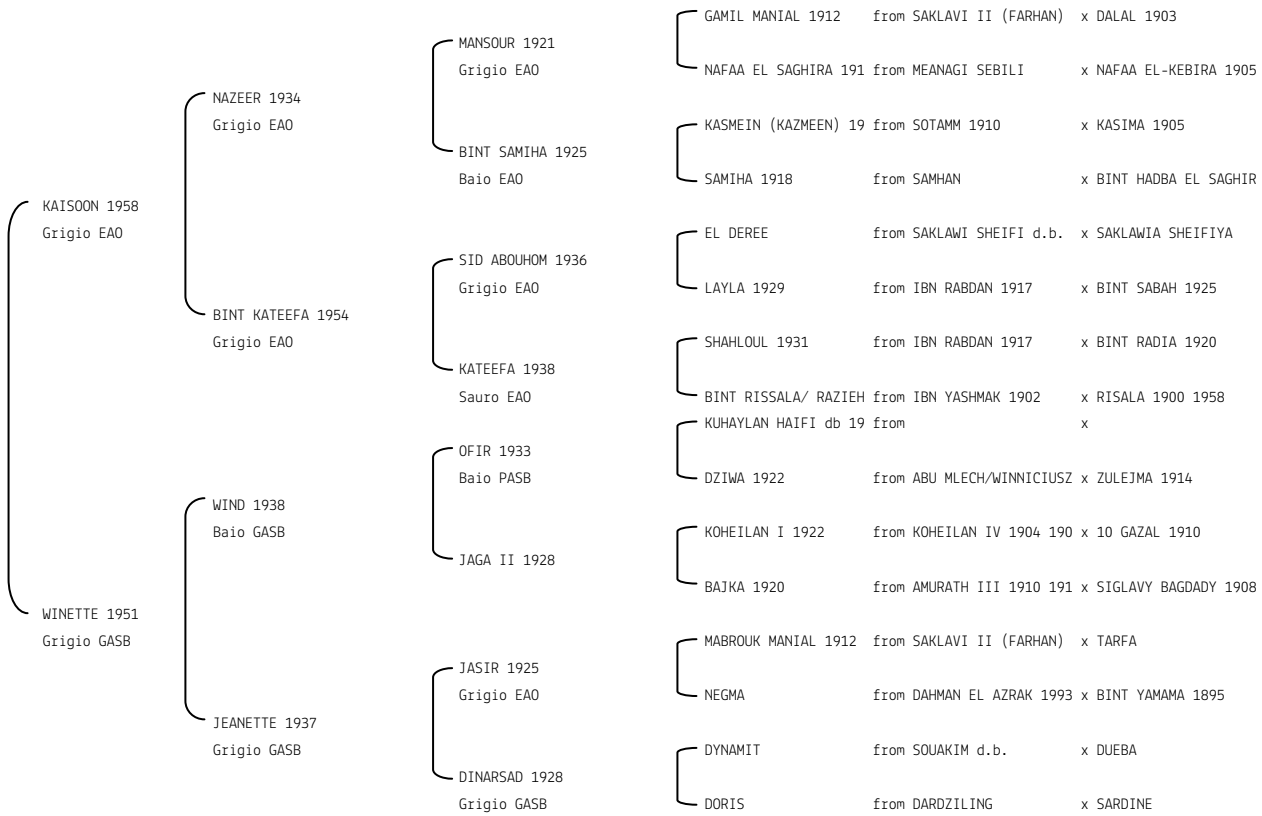 GAMIL MANIAL 1912 from SAKLAVI II (FARHAN) x DALAL 1903
MANSOUR 1921
Grigio EAO
NAFAA EL SAGHIRA 191 from MEANAGI SEBILI x NAFAA EL-KEBIRA 1905
NAZEER 1934
Grigio EAO
KASMEIN (KAZMEEN) 19 from SOTAMM 1910 x KASIMA 1905
BINT SAMIHA 1925
Baio EAO
SAMIHA 1918 from SAMHAN x BINT HADBA EL SAGHIR
KAISOON 1958
Grigio EAO
EL DEREE from SAKLAWI SHEIFI d.b. x SAKLAWIA SHEIFIYA
SID ABOUHOM 1936
Grigio EAO
LAYLA 1929 from IBN RABDAN 1917 x BINT SABAH 1925
BINT KATEEFA 1954
Grigio EAO
SHAHLOUL 1931 from IBN RABDAN 1917 x BINT RADIA 1920
KATEEFA 1938
Sauro EAO
BINT RISSALA/ RAZIEH from IBN YASHMAK 1902 x RISALA 1900 1958
KUHAYLAN HAIFI db 19 from x
OFIR 1933
Baio PASB
DZIWA 1922 from ABU MLECH/WINNICIUSZ x ZULEJMA 1914
WIND 1938
Baio GASB
KOHEILAN I 1922 from KOHEILAN IV 1904 190 x 10 GAZAL 1910
JAGA II 1928
BAJKA 1920 from AMURATH III 1910 191 x SIGLAVY BAGDADY 1908
WINETTE 1951
Grigio GASB
MABROUK MANIAL 1912 from SAKLAVI II (FARHAN) x TARFA
JASIR 1925
Grigio EAO
NEGMA from DAHMAN EL AZRAK 1993 x BINT YAMAMA 1895
JEANETTE 1937
Grigio GASB
DYNAMIT from SOUAKIM d.b. x DUEBA
DINARSAD 1928
Grigio GASB
DORIS from DARDZILING x SARDINE